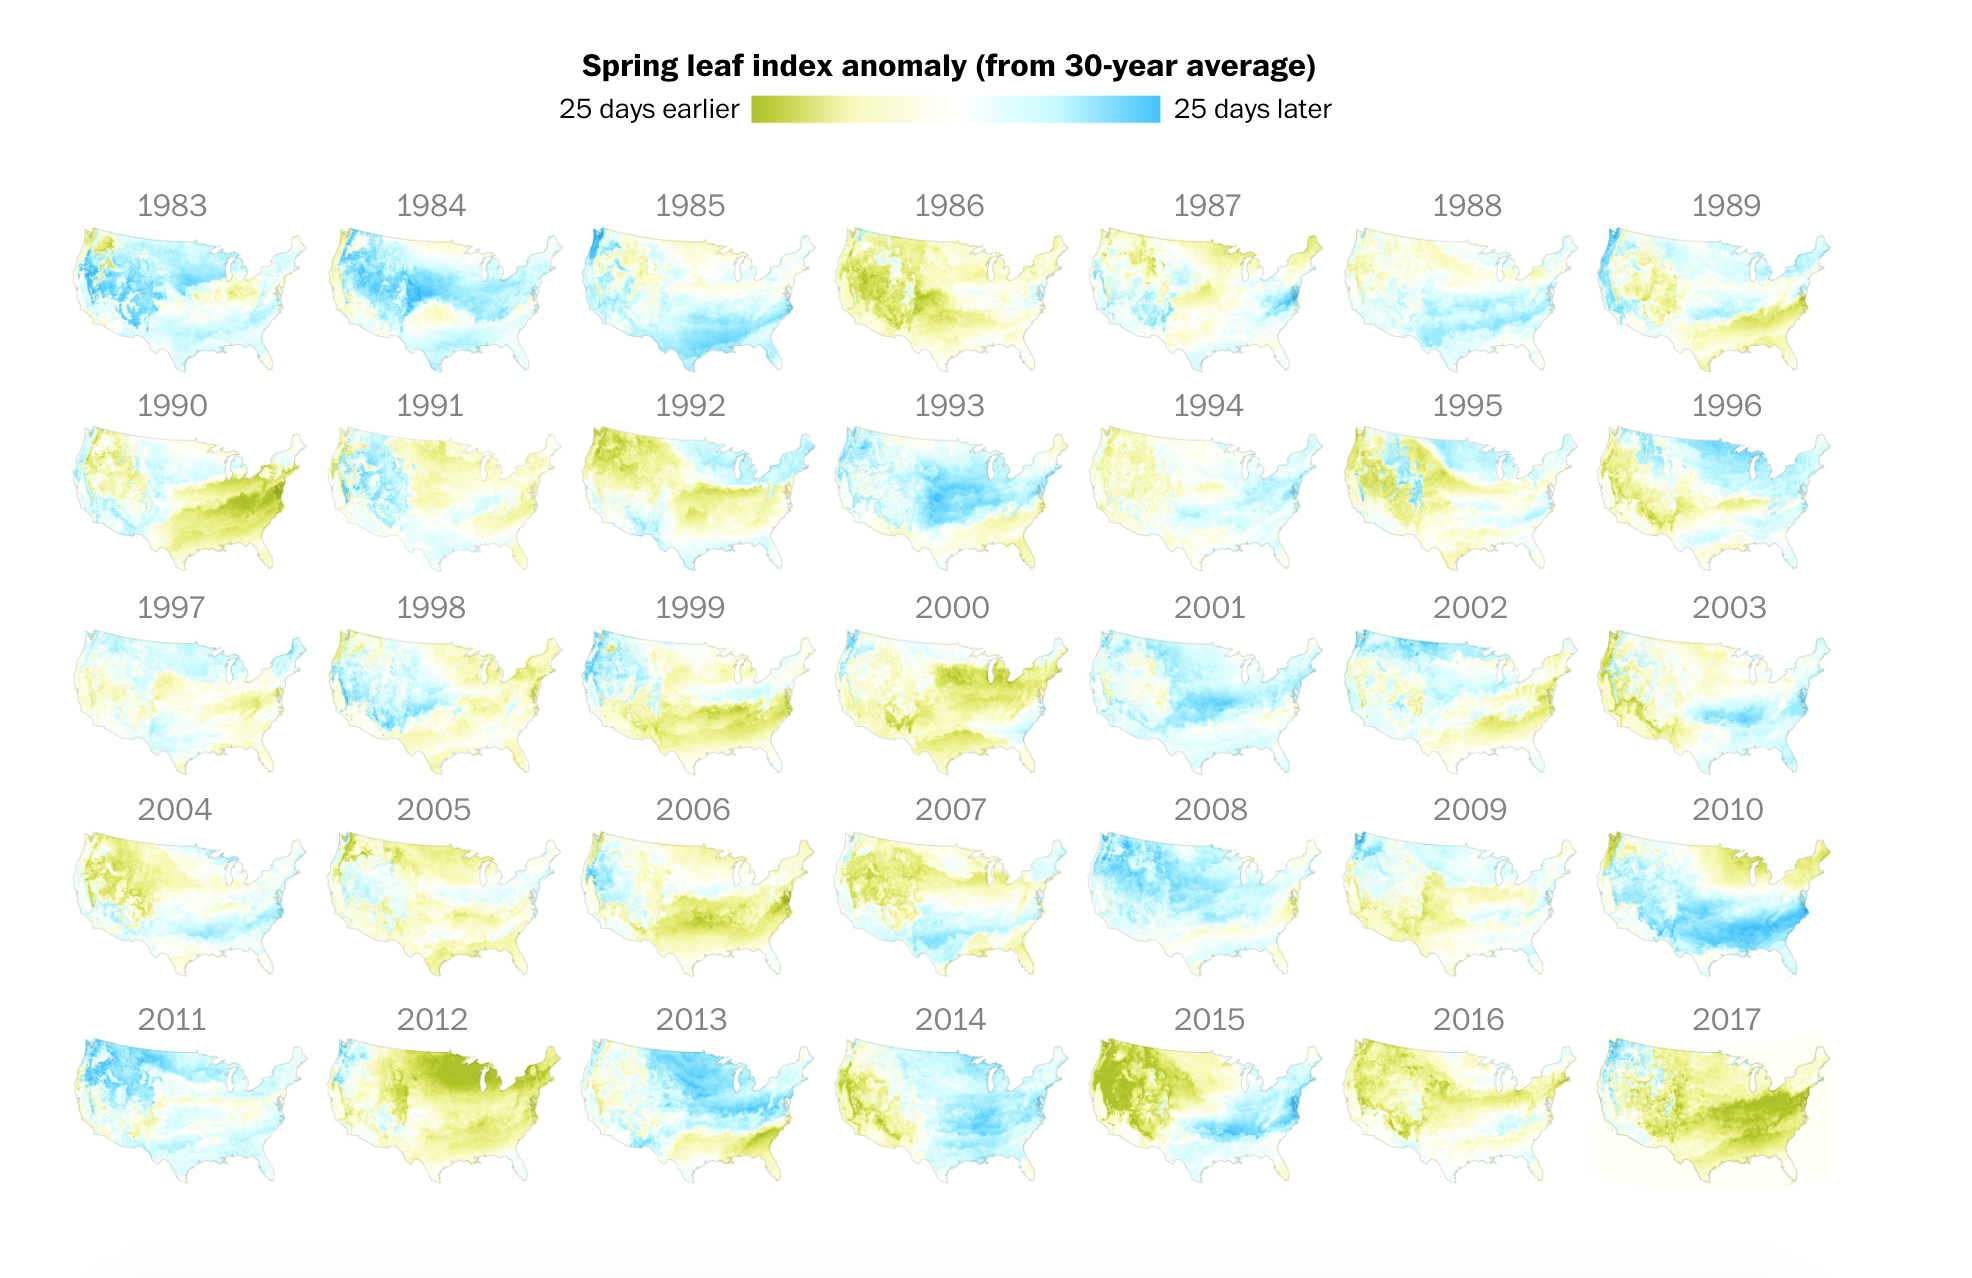 Spring leaf index anomaly (from 30-year average)
25 days earlier 25 days later
1983 1984 1985 1986 1987 1988 1989
1990 1991 1992 1993 1994 1995 1996
1997 1998 1999 2000 2001 2002 2003
2004 2005 2006 2007 2008 2009 2010
2011 2012 2013 2014 2015 2016 2017